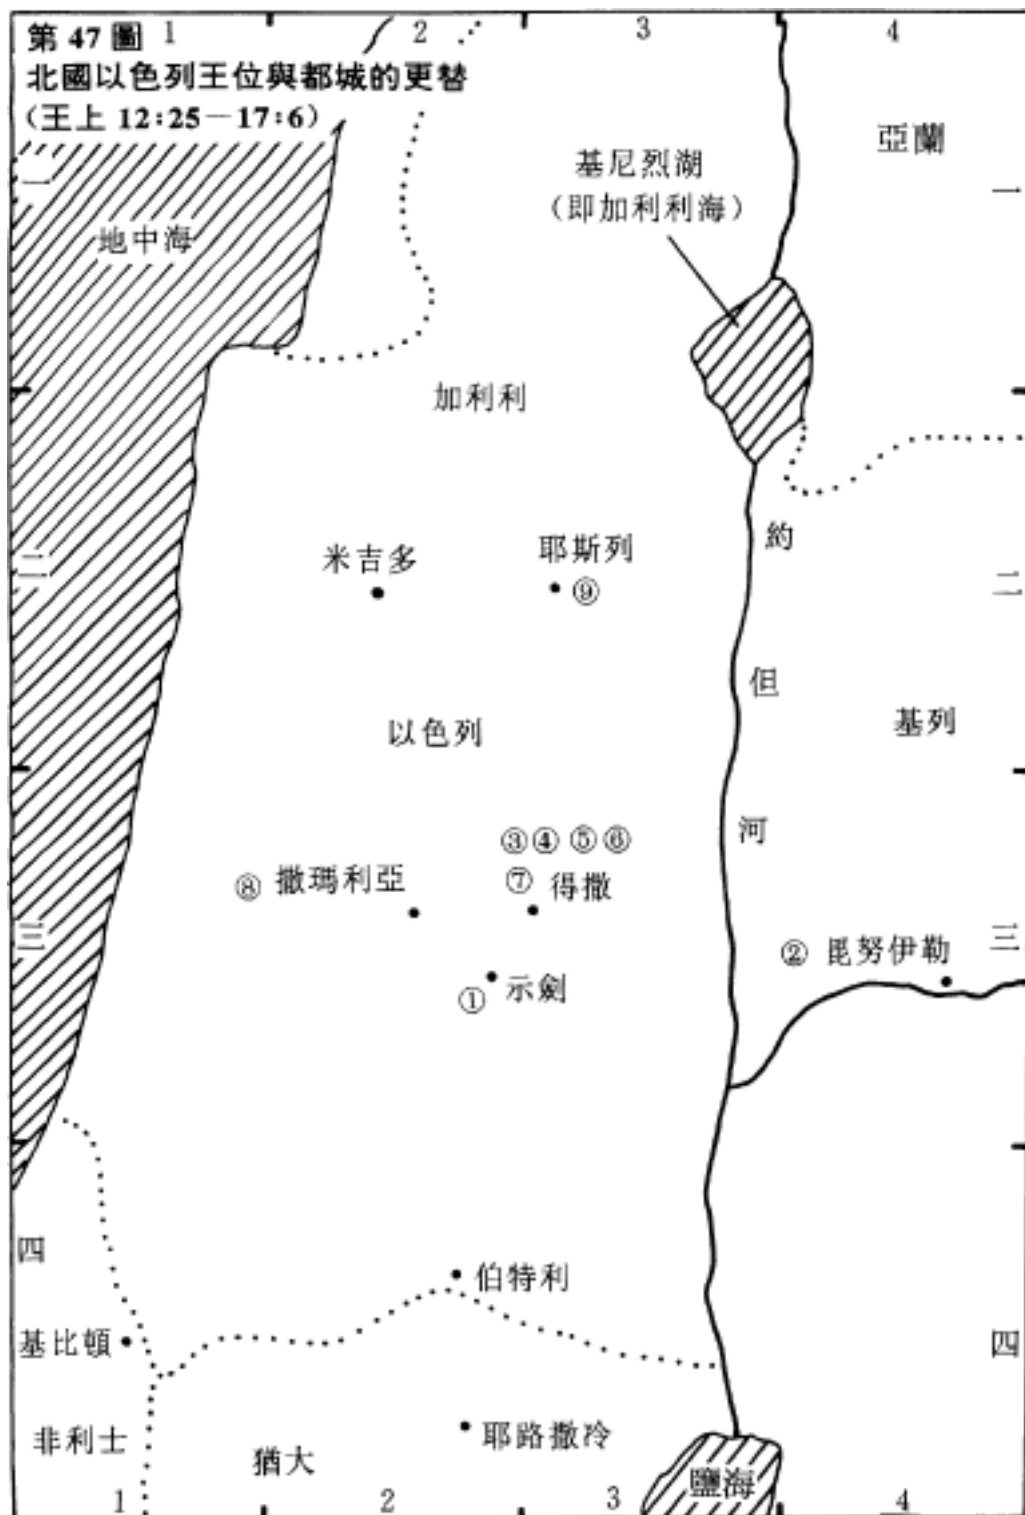 第 47 圖
北國以色列王位與都城的更替
(王上 12:25－17:6)
1
2
3
4
一
亞蘭
基尼烈湖
(即加利利海)
一
地中海
加利利
約
米吉多
耶斯列
二
⑨
二
但
以色列
基列
河
③④ ⑤⑥
⑧ 撒瑪利亞
⑦ 得撒
三
② 毘努伊勒
三
① 示劍
四
伯特利
基比頓
四
非利士
猶大
耶路撒冷
鹽海
1
2
3
4